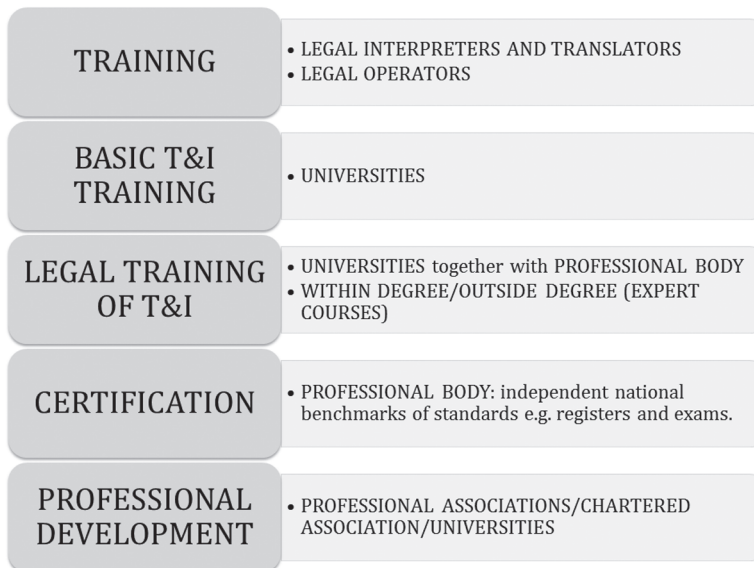 TRAINING
• LEGAL INTERPRETERS AND TRANSLATORS
• LEGAL OPERATORS
BASIC T&I
TRAINING
• UNIVERSITIES
LEGAL TRAINING
OF T&I
• UNIVERSITIES together with PROFESSIONAL BODY
• WITHIN DEGREE/OUTSIDE DEGREE (EXPERT
COURSES)
CERTIFICATION
• PROFESSIONAL BODY: independent national
benchmarks of standards e.g. registers and exams.
PROFESSIONAL
DEVELOPMENT
• PROFESSIONAL ASSOCIATIONS/CHARTERED
ASSOCIATION/UNIVERSITIES